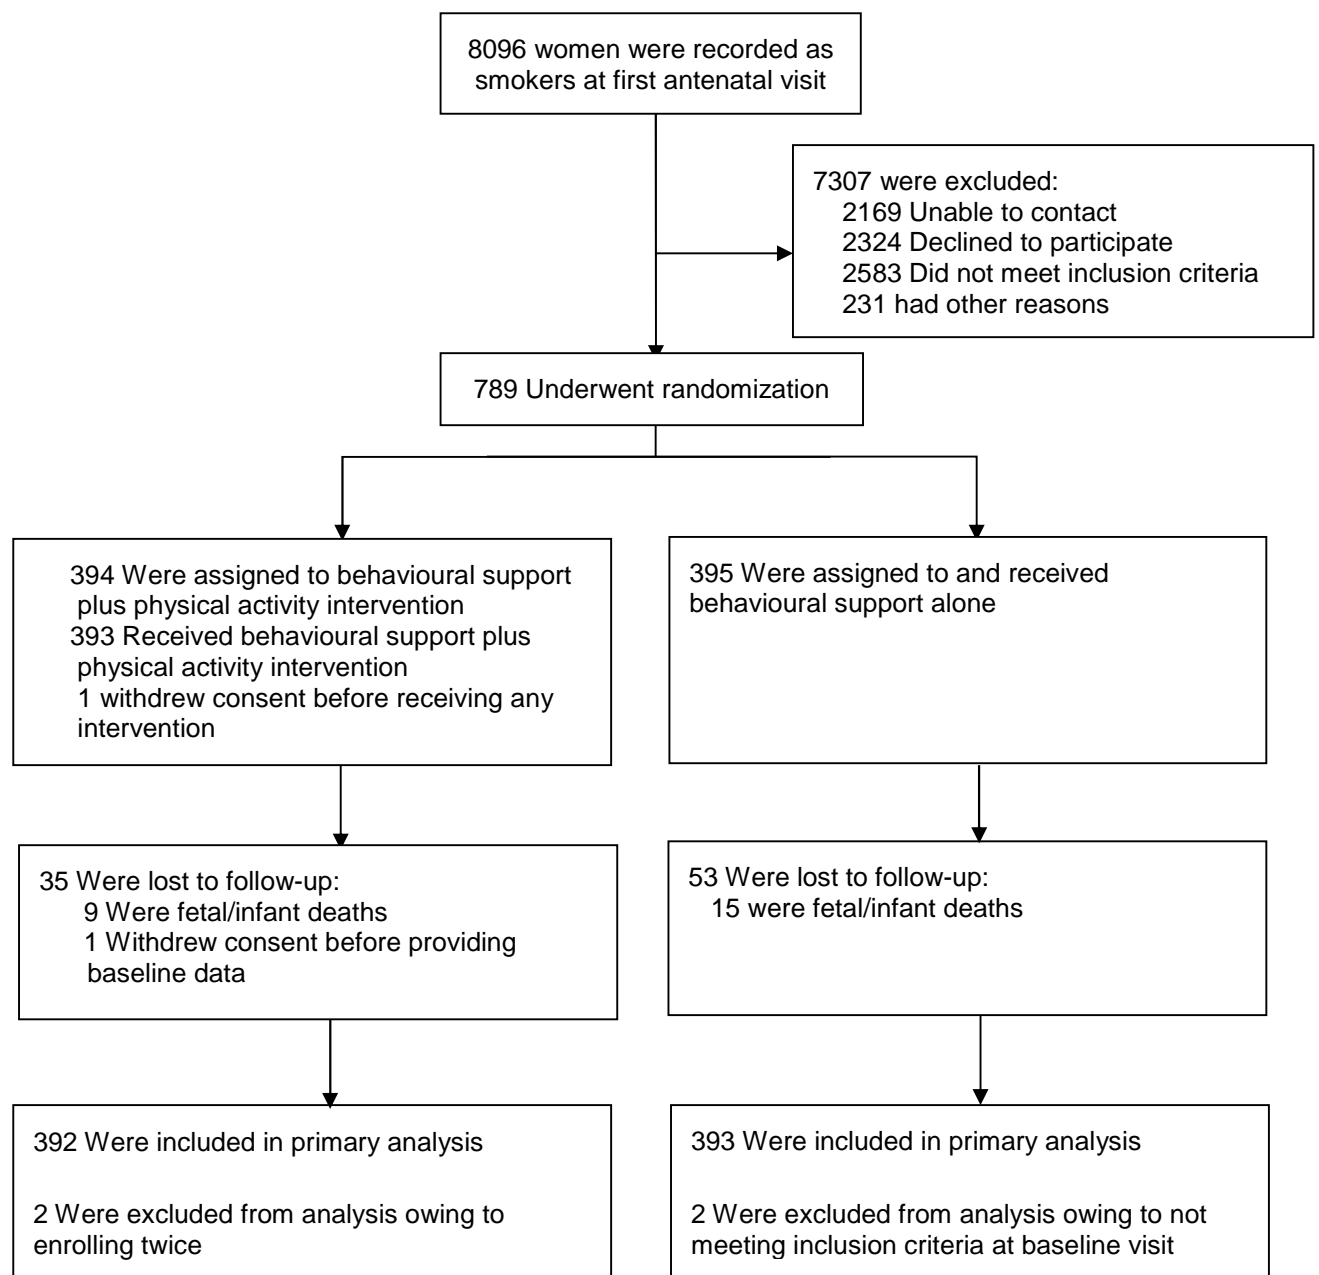 8096 women were recorded as
smokers at first antenatal visit
7307 were excluded:
2169 Unable to contact
2324 Declined to participate
2583 Did not meet inclusion criteria
231 had other reasons
789 Underwent randomization
394 Were assigned to behavioural support
plus physical activity intervention
393 Received behavioural support plus
physical activity intervention
1 withdrew consent before receiving any
intervention
395 Were assigned to and received
behavioural support alone
35 Were lost to follow-up:
9 Were fetal/infant deaths
1 Withdrew consent before providing
baseline data
53 Were lost to follow-up:
15 were fetal/infant deaths
392 Were included in primary analysis
2 Were excluded from analysis owing to
enrolling twice
393 Were included in primary analysis
2 Were excluded from analysis owing to not
meeting inclusion criteria at baseline visit